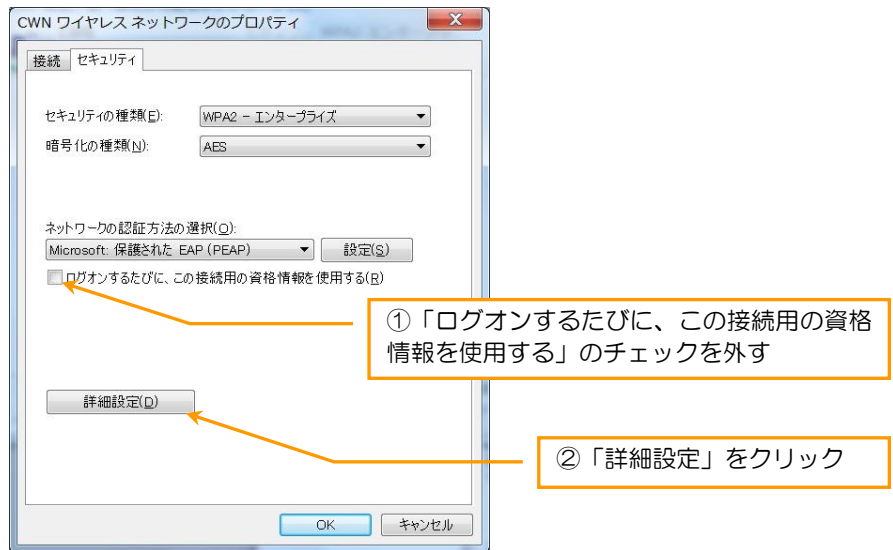 CWN ワイヤレス ネットワークのプロパティ
接続 セキュリティ
セキュリティの種類(E): WPA2 - エンタープライズ
暗号化の種類(N): AES
ネットワークの認証方法の選択(O):
Microsoft: 保護された EAP (PEAP) 設定(S)
ログオンするたびに、この接続用の資格情報を使用する(R)
①「ログオンするたびに、この接続用の資格
情報を使用する」のチェックを外す
詳細設定(D)
②「詳細設定」をクリック
OK キャンセル